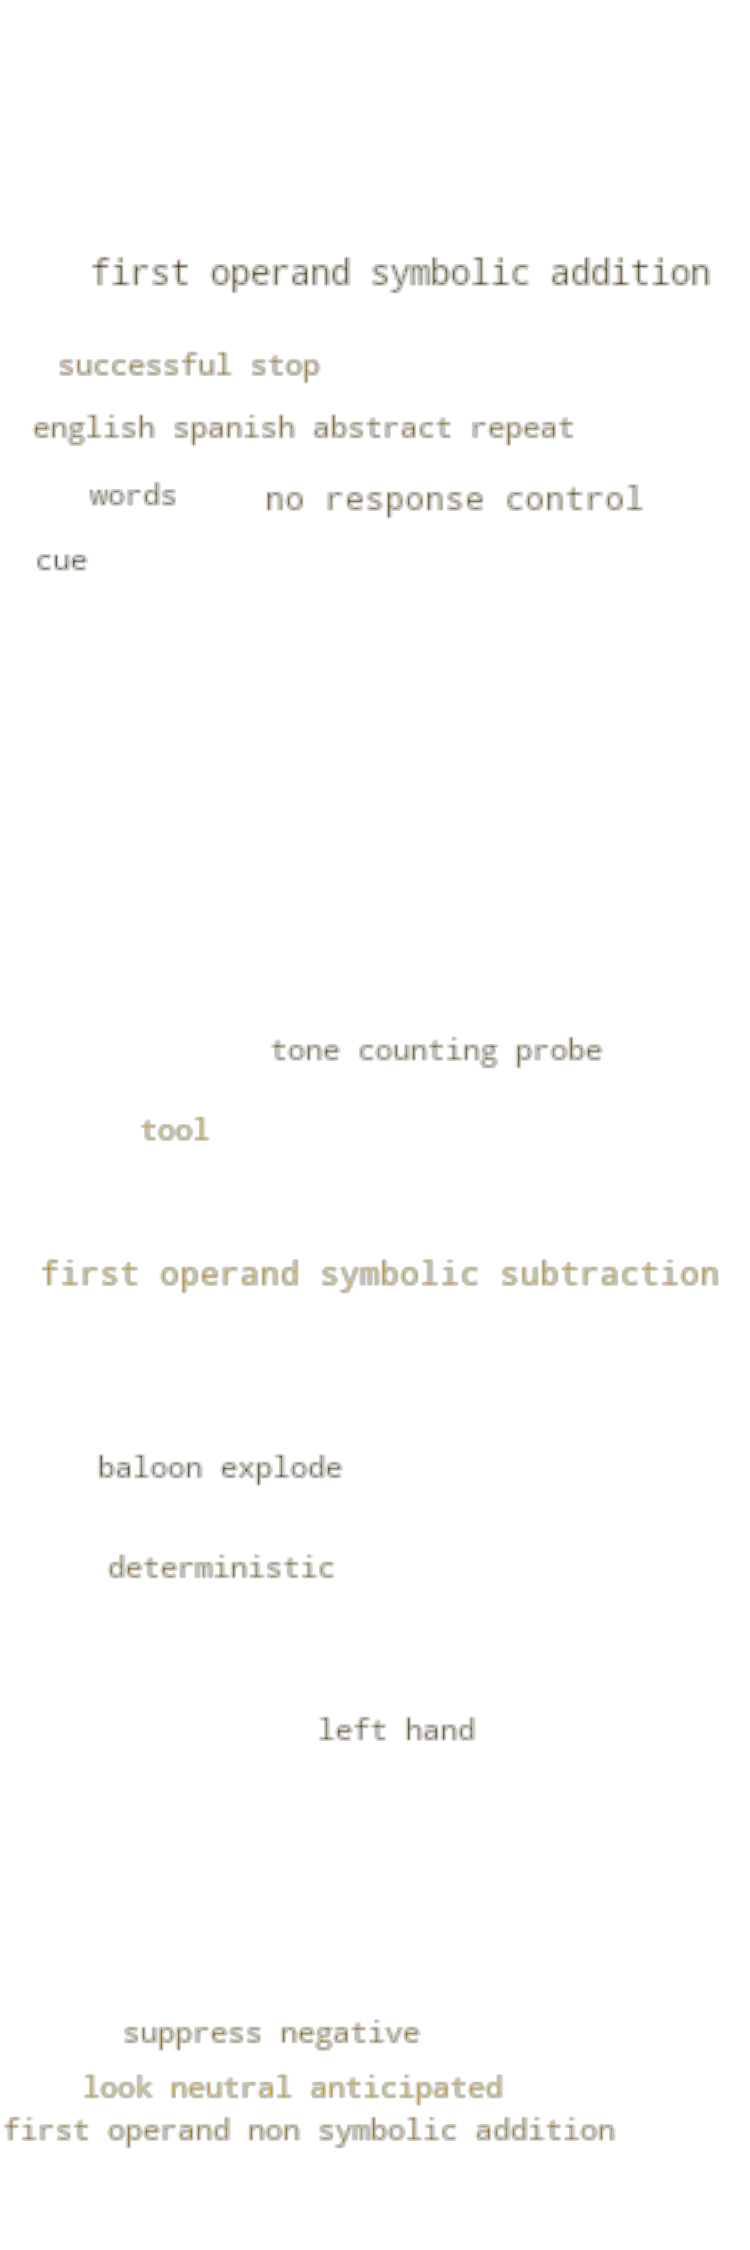 first operand symbolic addition
successful stop
english spanish abstract repeat
words no response control
cue
tone counting probe
tool
first operand symbolic subtraction
baloon explode
deterministic
left hand
suppress negative
look neutral anticipated
first operand non symbolic addition